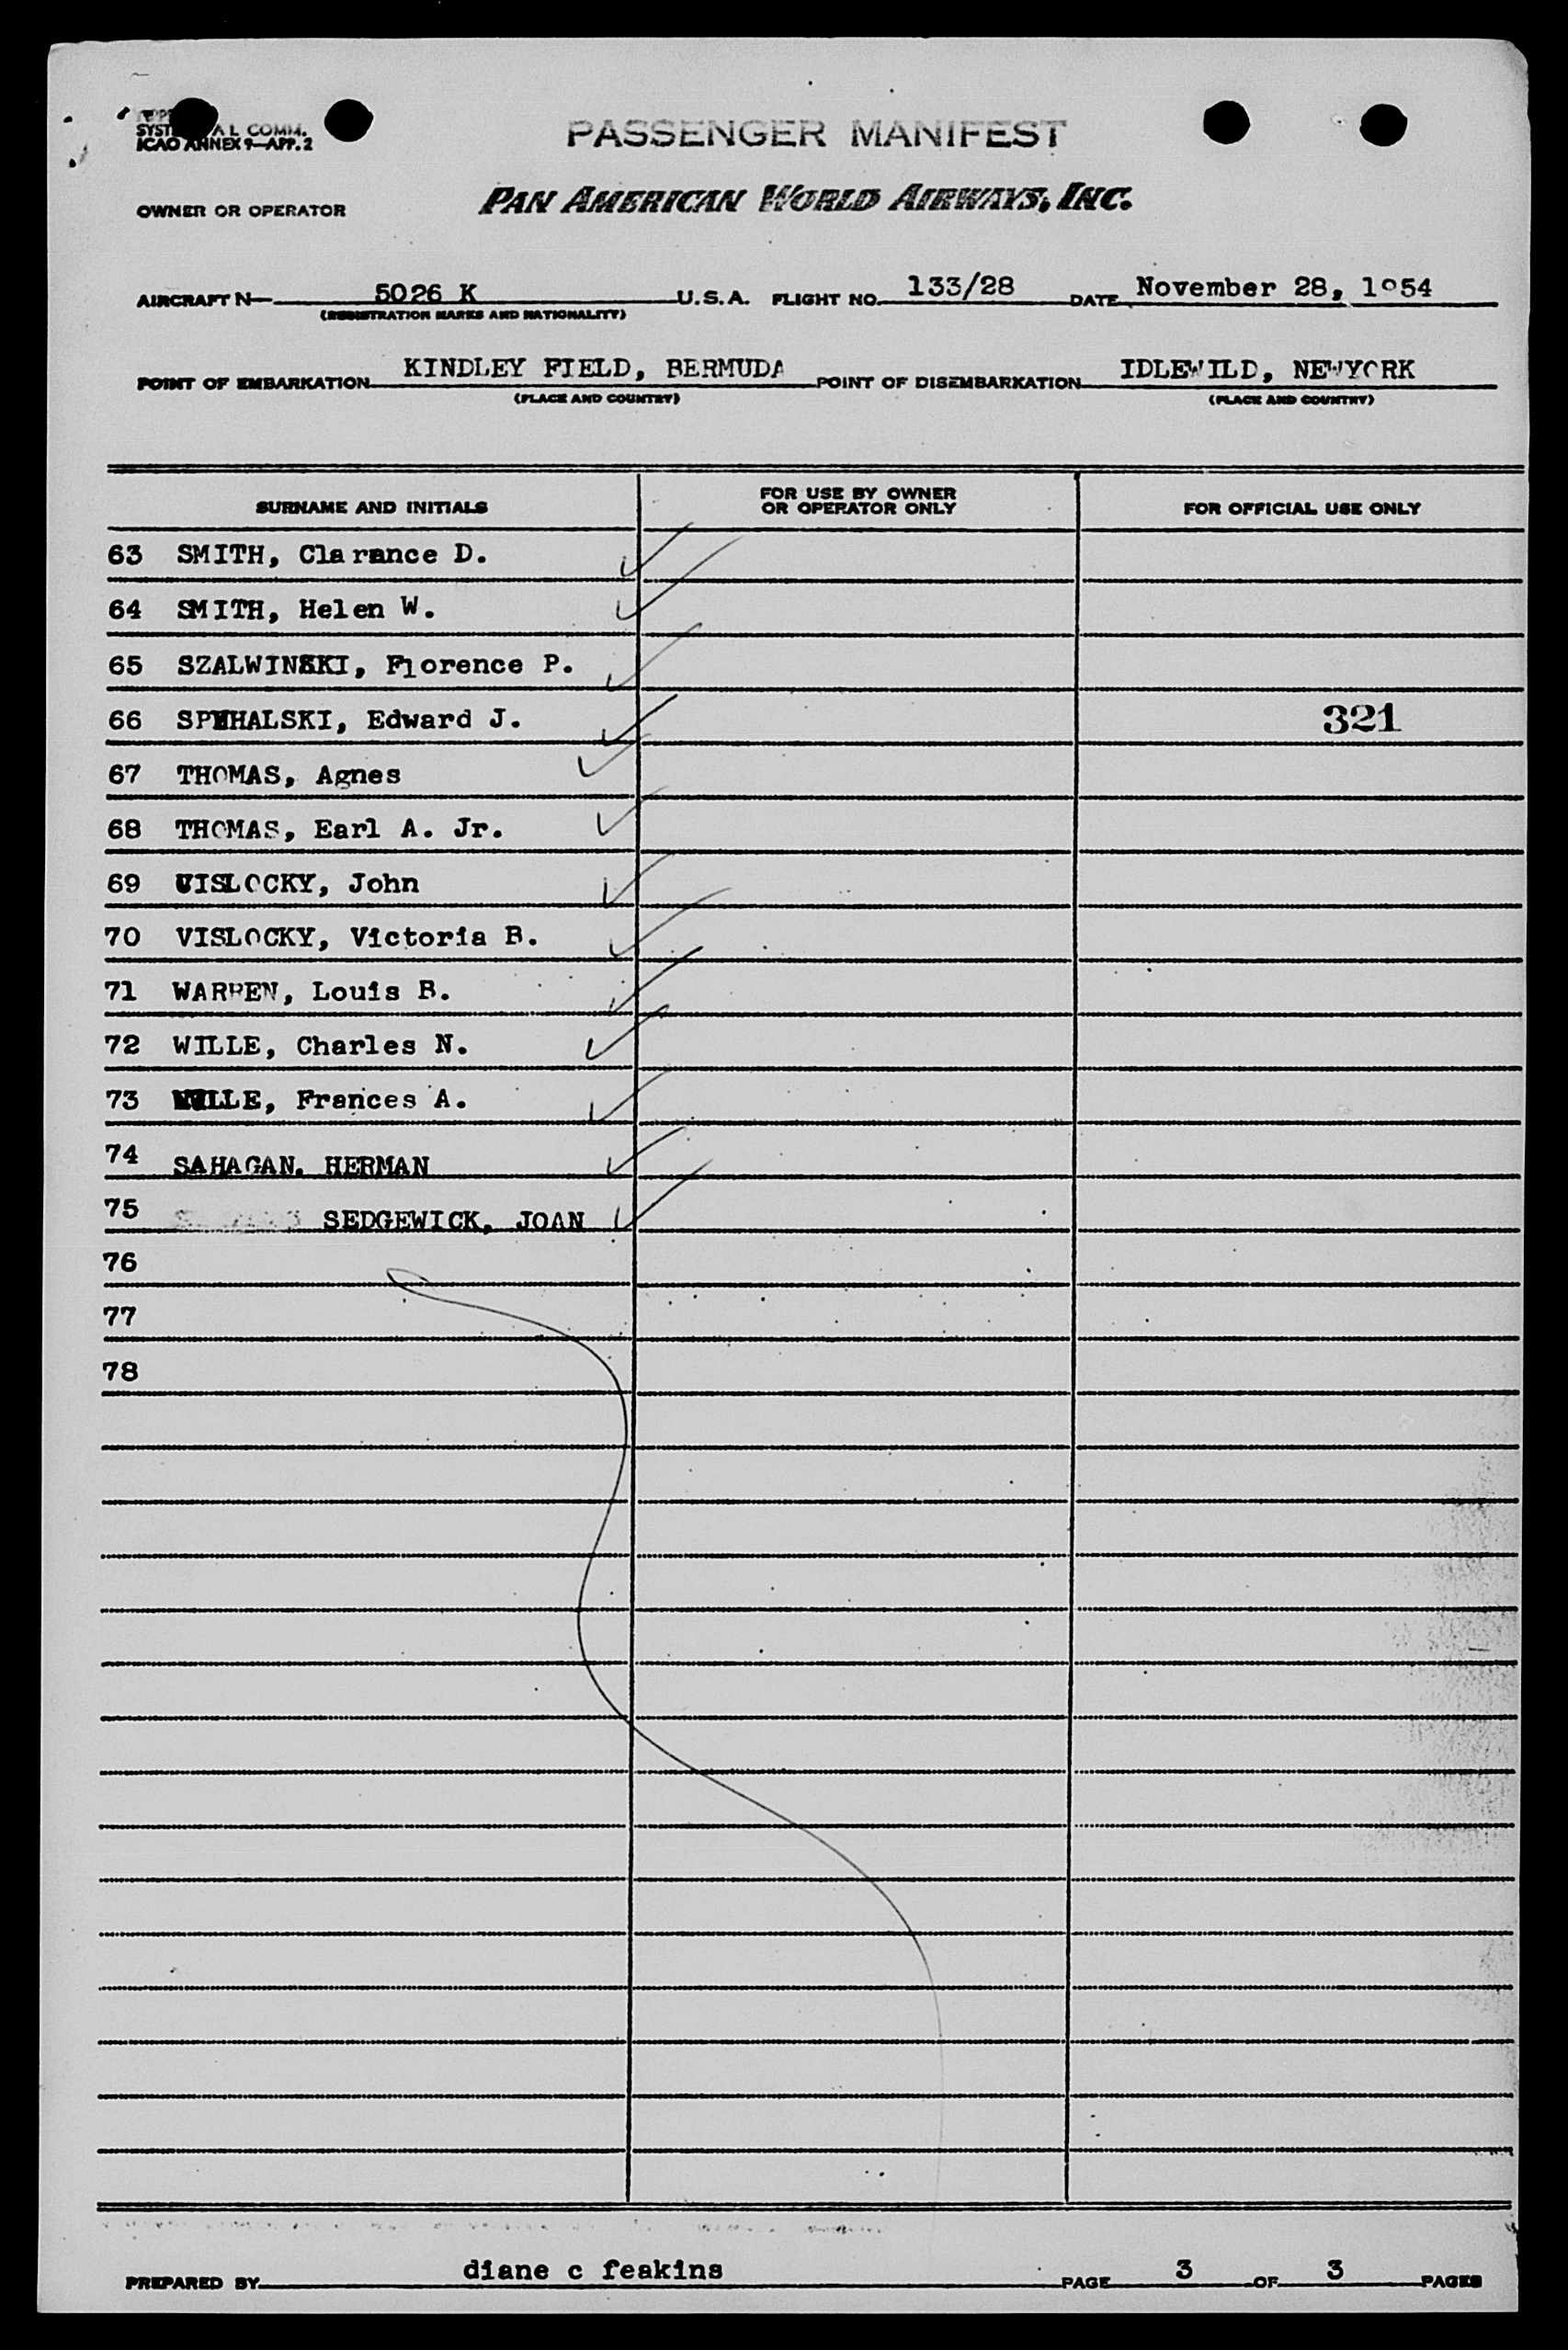 SYST AL COMM.
ICAO ANNEX 9—APP. 2
PASSENGER MANIFEST
OWNER OR OPERATOR PAN AMERICAN WORLD AIRWAYS, INC.
AIRCRAFT N— 5026 K U.S.A. FLIGHT NO. 133/28 DATE November 28, 1954
(REGISTRATION MARKS AND NATIONALITY)
POINT OF EMBARKATION KINDLEY FIELD, BERMUDA POINT OF DISEMBARKATION IDLEWILD, NEWYORK
(PLACE AND COUNTRY) (PLACE AND COUNTRY)
SURNAME AND INITIALS FOR USE BY OWNER OR OPERATOR ONLY FOR OFFICIAL USE ONLY
63 SMITH, Clarance D.
64 SMITH, Helen W.
65 SZALWINSKI, Florence P.
66 SPYHALSKI, Edward J. 321
67 THOMAS, Agnes
68 THOMAS, Earl A. Jr.
69 VISLOCKY, John
70 VISLOCKY, Victoria B.
71 WARREN, Louis B.
72 WILLE, Charles N.
73 WILLE, Frances A.
74 SAHAGAN, HERMAN
75 SEDGEWICK, JOAN
76
77
78
PREPARED BY diane c feakins PAGE 3 OF 3 PAGES